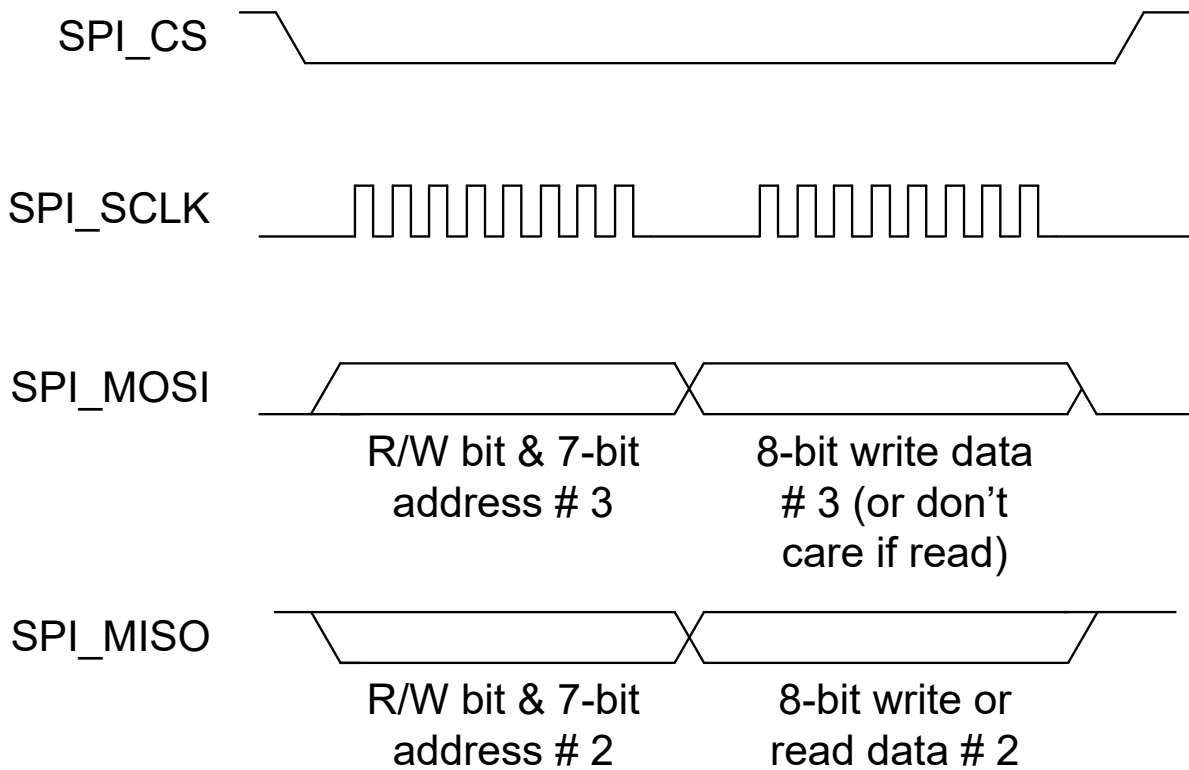 SPI_CS
SPI_SCLK
SPI_MOSI
R/W bit & 7-bit
address # 3
8-bit write data
# 3 (or don’t
care if read)
SPI_MISO
R/W bit & 7-bit
address # 2
8-bit write or
read data # 2